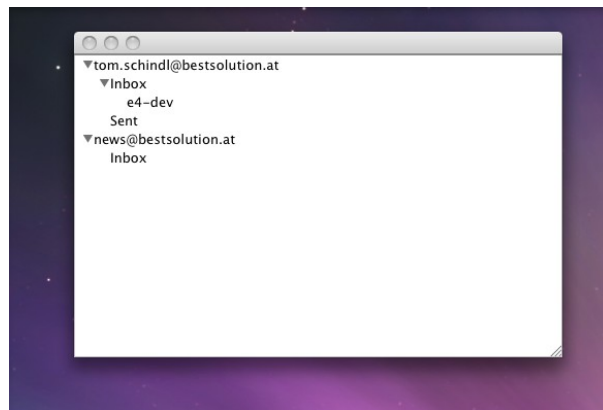 tom.schindl@bestsolution.at
Inbox
e4-dev
Sent
news@bestsolution.at
Inbox